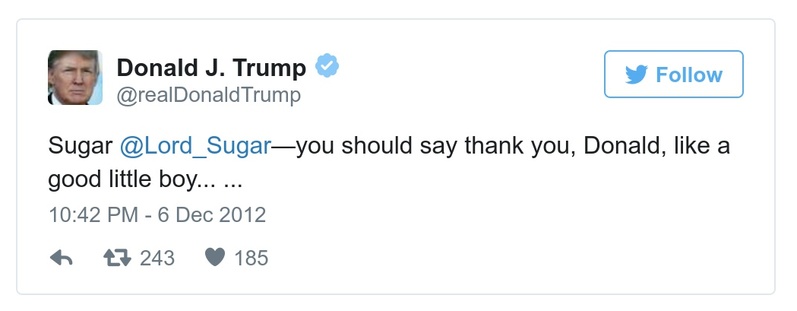 Donald J. Trump
@realDonaldTrump
Follow
Sugar @Lord_Sugar—you should say thank you, Donald, like a
good little boy... ...
10:42 PM - 6 Dec 2012
243 185